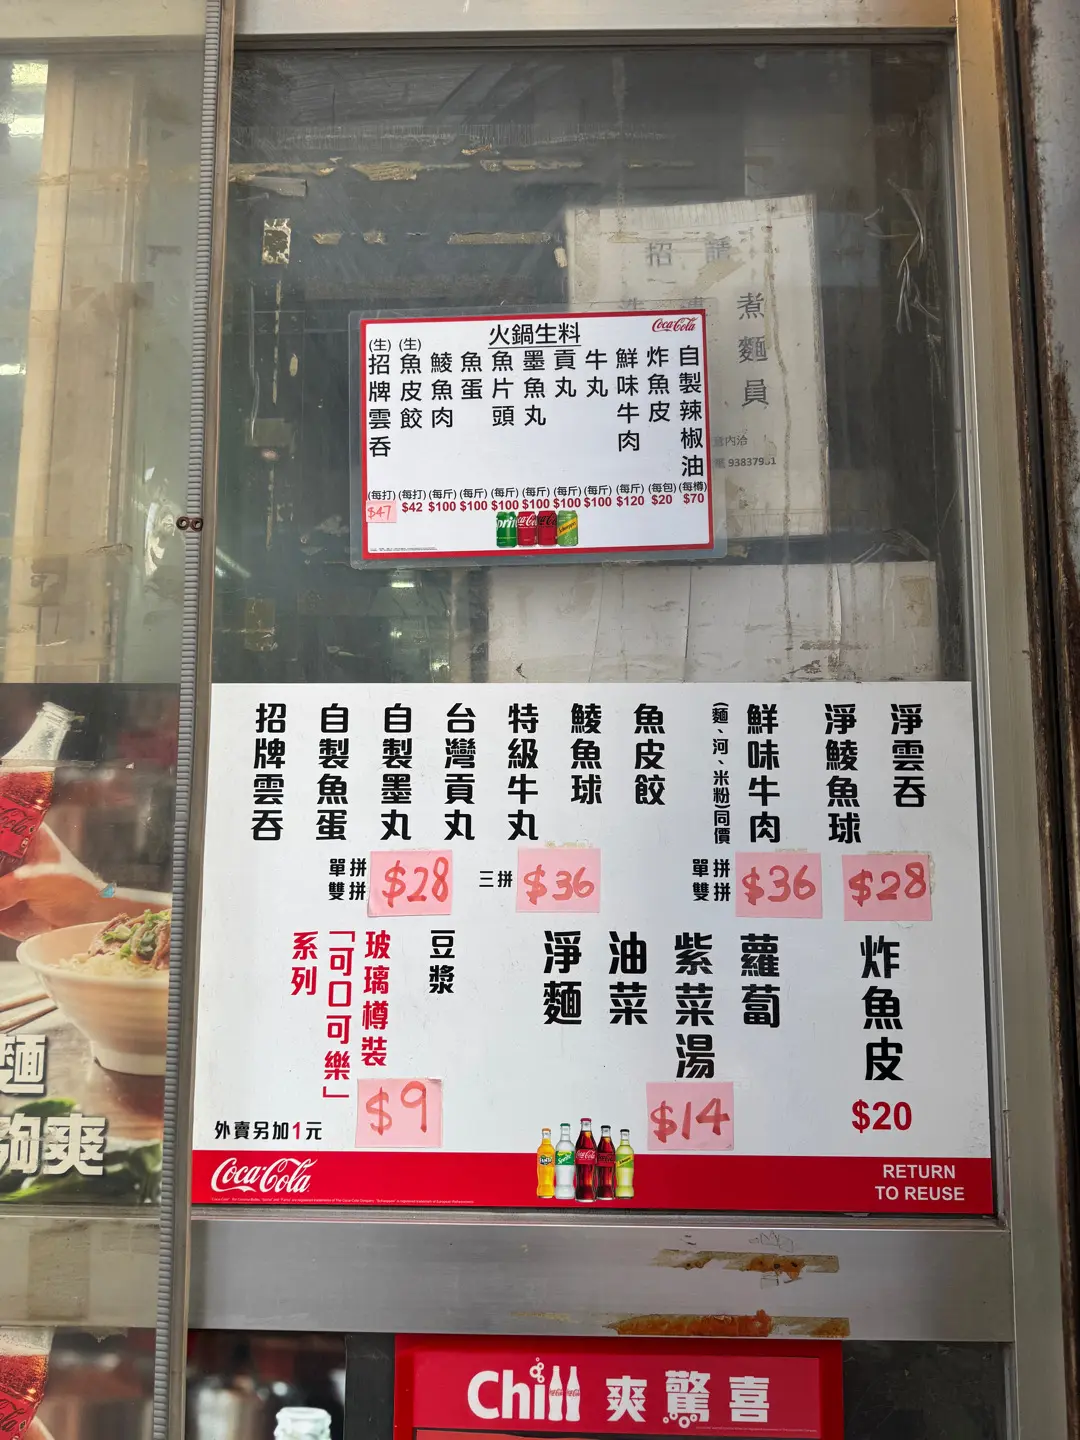 招請
煮麵員
內洽
火鍋生料
Coca-Cola
(生)招牌雲吞 (每打) $47
(生)魚皮餃 (每打) $42
鯪魚肉 (每斤) $100
魚蛋 (每斤) $100
魚片頭 (每斤) $100
墨魚丸 (每斤) $100
貢丸 (每斤) $100
牛丸 (每斤) $100
鮮味牛肉 (每斤) $120
炸魚皮 (每包) $20
自製辣椒油 (每樽) $70
招牌雲吞
自製魚蛋
自製墨丸
台灣貢丸
特級牛丸
鯪魚球
魚皮餃
單拼
雙拼
$28
三拼 $36
鮮味牛肉
(麵、河、米粉)同價
單拼
雙拼
$36
淨鯪魚球
淨雲吞
$28
玻璃樽裝
「可口可樂」
系列
豆漿
$9
淨麵
油菜
紫菜湯
蘿蔔
$14
炸魚皮
$20
外賣另加1元
Coca-Cola
RETURN
TO REUSE
麵
夠爽
Chill 爽驚喜